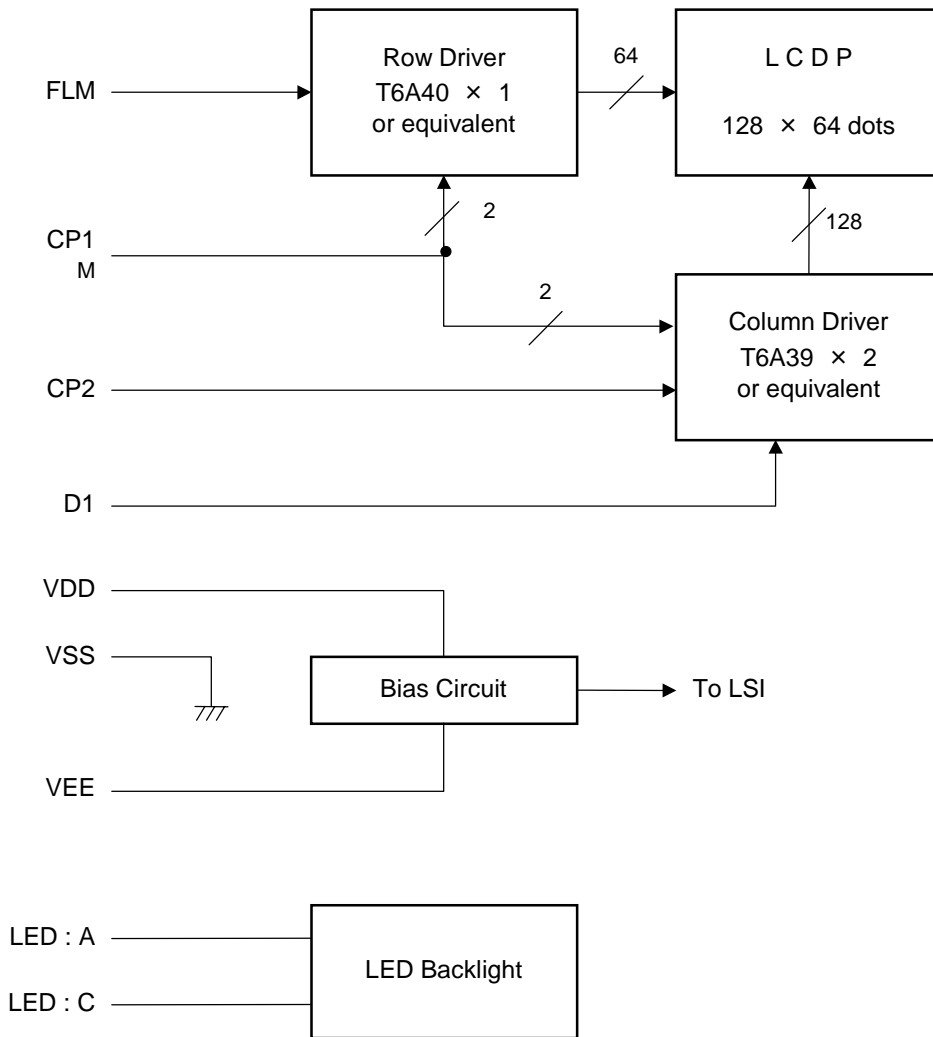 Row Driver
T6A40 × 1
or equivalent
64
L C D P
128 × 64 dots
FLM
2
128
CP1
M
2
Column Driver
T6A39 × 2
or equivalent
CP2
D1
VDD
VSS
Bias Circuit
To LSI
VEE
LED : A
LED Backlight
LED : C